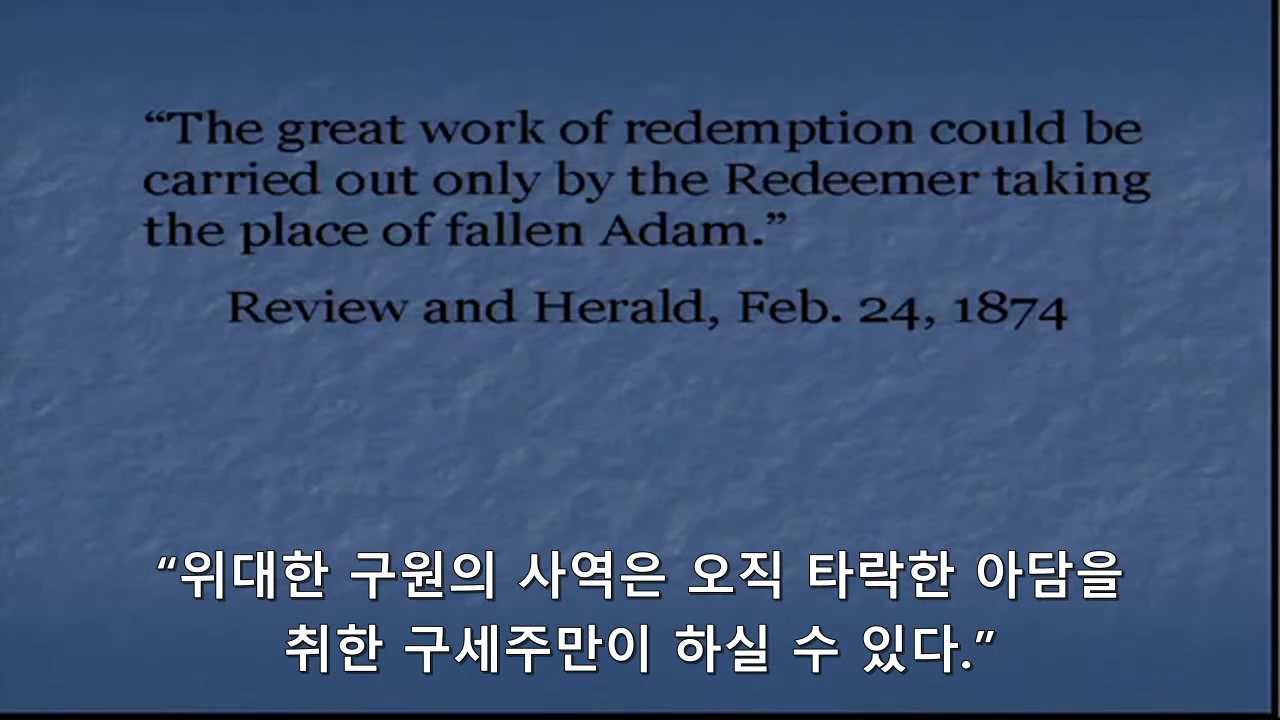 “The great work of redemption could be
carried out only by the Redeemer taking
the place of fallen Adam.”
Review and Herald, Feb. 24, 1874
“위대한 구원의 사역은 오직 타락한 아담을
취한 구세주만이 하실 수 있다.”